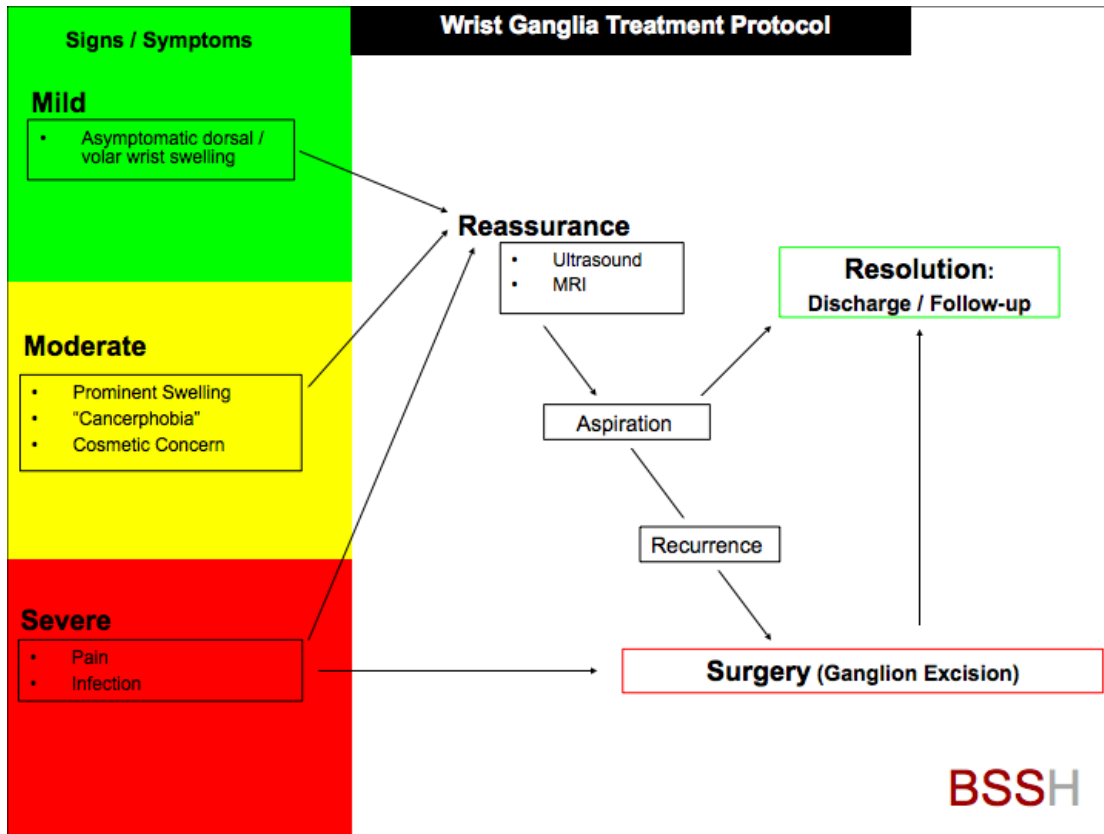 Wrist Ganglia Treatment Protocol
Signs / Symptoms
Mild
• Asymptomatic dorsal /
volar wrist swelling
Reassurance
• Ultrasound
• MRI
Resolution:
Discharge / Follow-up
Moderate
• Prominent Swelling
• "Cancerphobia"
• Cosmetic Concern
Aspiration
Recurrence
Severe
• Pain
• Infection
Surgery (Ganglion Excision)
BSSH